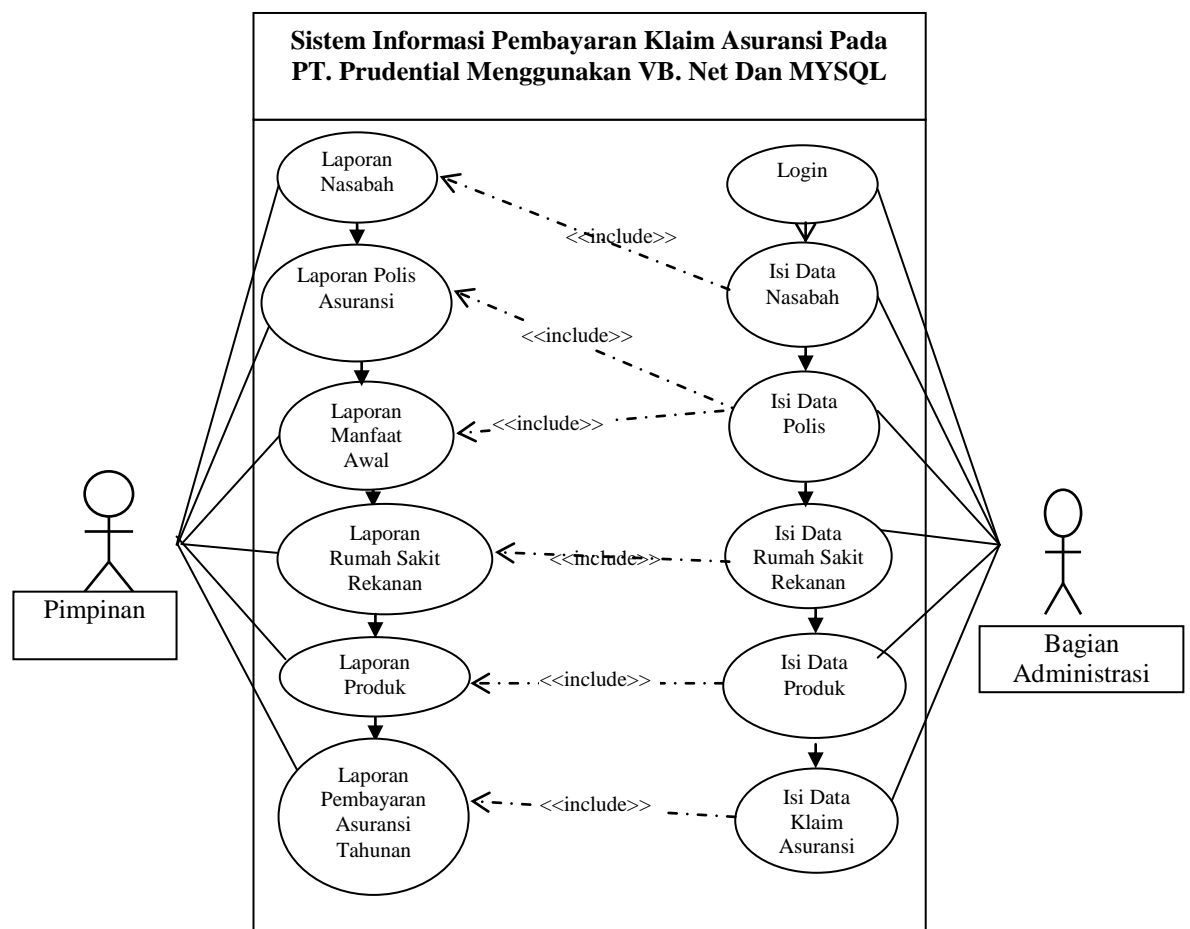 Sistem Informasi Pembayaran Klaim Asuransi Pada
PT. Prudential Menggunakan VB. Net Dan MYSQL
Laporan
Nasabah
Login
<<include>>
Isi Data
Nasabah
Laporan Polis
Asuransi
<<include>>
Isi Data
Polis
Laporan
Manfaat
Awal
<<include>>
Laporan
Rumah Sakit
Rekanan
<<include>>
Isi Data
Rumah Sakit
Rekanan
Pimpinan
Bagian
Administrasi
Laporan
Produk
<<include>>
Isi Data
Produk
Laporan
Pembayaran
Asuransi
Tahunan
<<include>>
Isi Data
Klaim
Asuransi